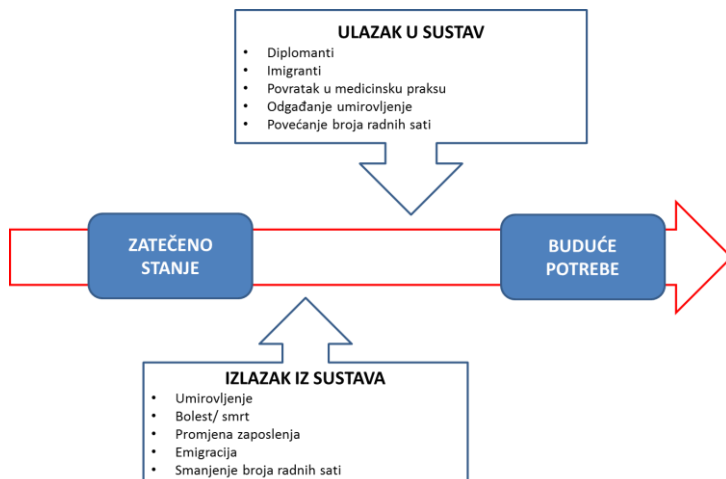 ULAZAK U SUSTAV
• Diplomanti
• Imigranti
• Povratak u medicinsku praksu
• Odgađanje umirovljenje
• Povećanje broja radnih sati
ZATEČENO
STANJE
BUDUĆE
POTREBE
IZLAZAK IZ SUSTAVA
• Umirovljenje
• Bolest/ smrt
• Promjena zaposlenja
• Emigracija
• Smanjenje broja radnih sati